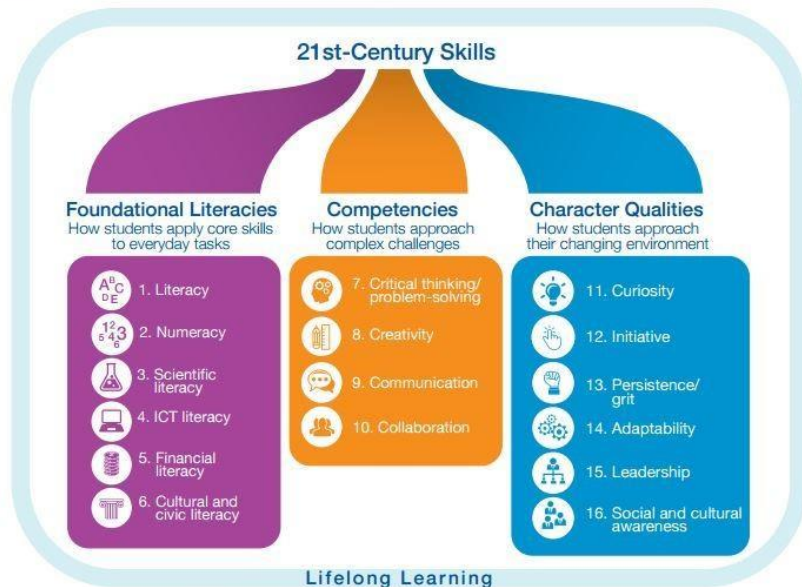 21st-Century Skills
Foundational Literacies
How students apply core skills
to everyday tasks
ABCDE
1. Literacy
123456
2. Numeracy
3. Scientific
literacy
4. ICT literacy
5. Financial
literacy
6. Cultural and
civic literacy
Competencies
How students approach
complex challenges
7. Critical thinking/
problem-solving
8. Creativity
9. Communication
10. Collaboration
Character Qualities
How students approach
their changing environment
11. Curiosity
12. Initiative
13. Persistence/
grit
14. Adaptability
15. Leadership
16. Social and cultural
awareness
Lifelong Learning